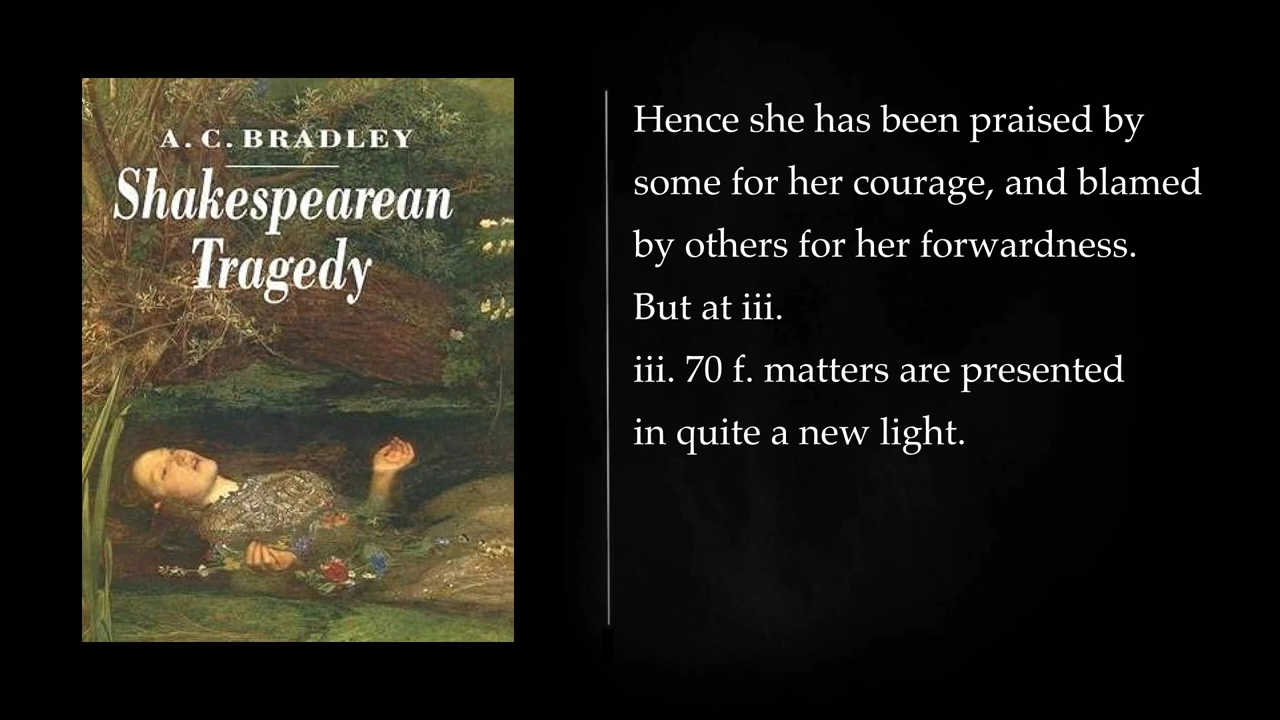 A. C. BRADLEY
Shakespearean
Tragedy
Hence she has been praised by
some for her courage, and blamed
by others for her forwardness.
But at iii.
iii. 70 f. matters are presented
in quite a new light.